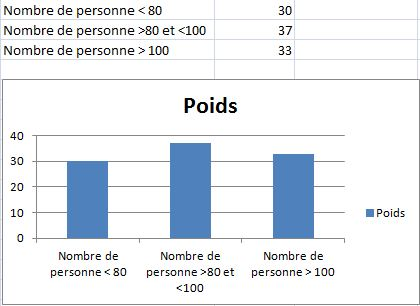 Nombre de personne < 80 30
Nombre de personne >80 et <100 37
Nombre de personne > 100 33
Poids
40
30
20
10
0
Nombre de
personne < 80
Nombre de
personne >80 et
<100
Nombre de
personne > 100
Poids